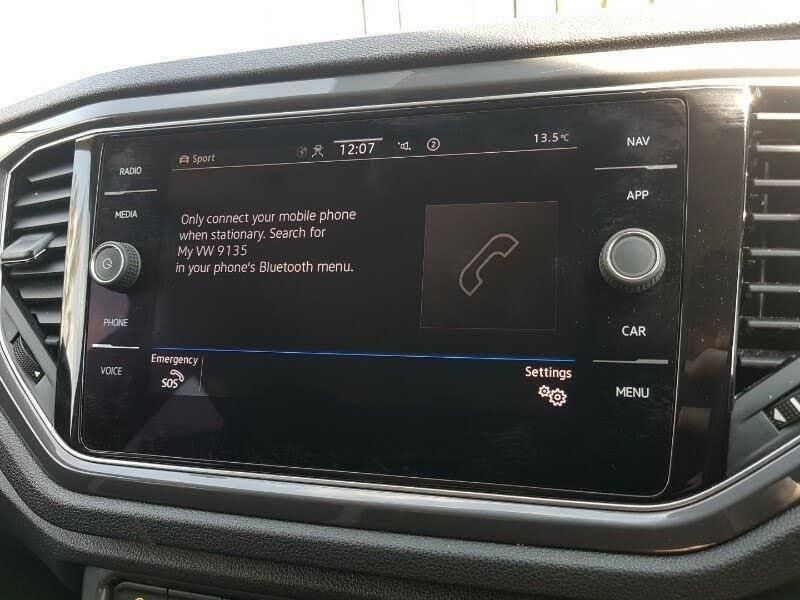 RADIO
MEDIA
PHONE
VOICE
Sport
12:07
2
13.5°C
Only connect your mobile phone
when stationary. Search for
My VW 9135
in your phone's Bluetooth menu.
Emergency
SOS
Settings
NAV
APP
CAR
MENU